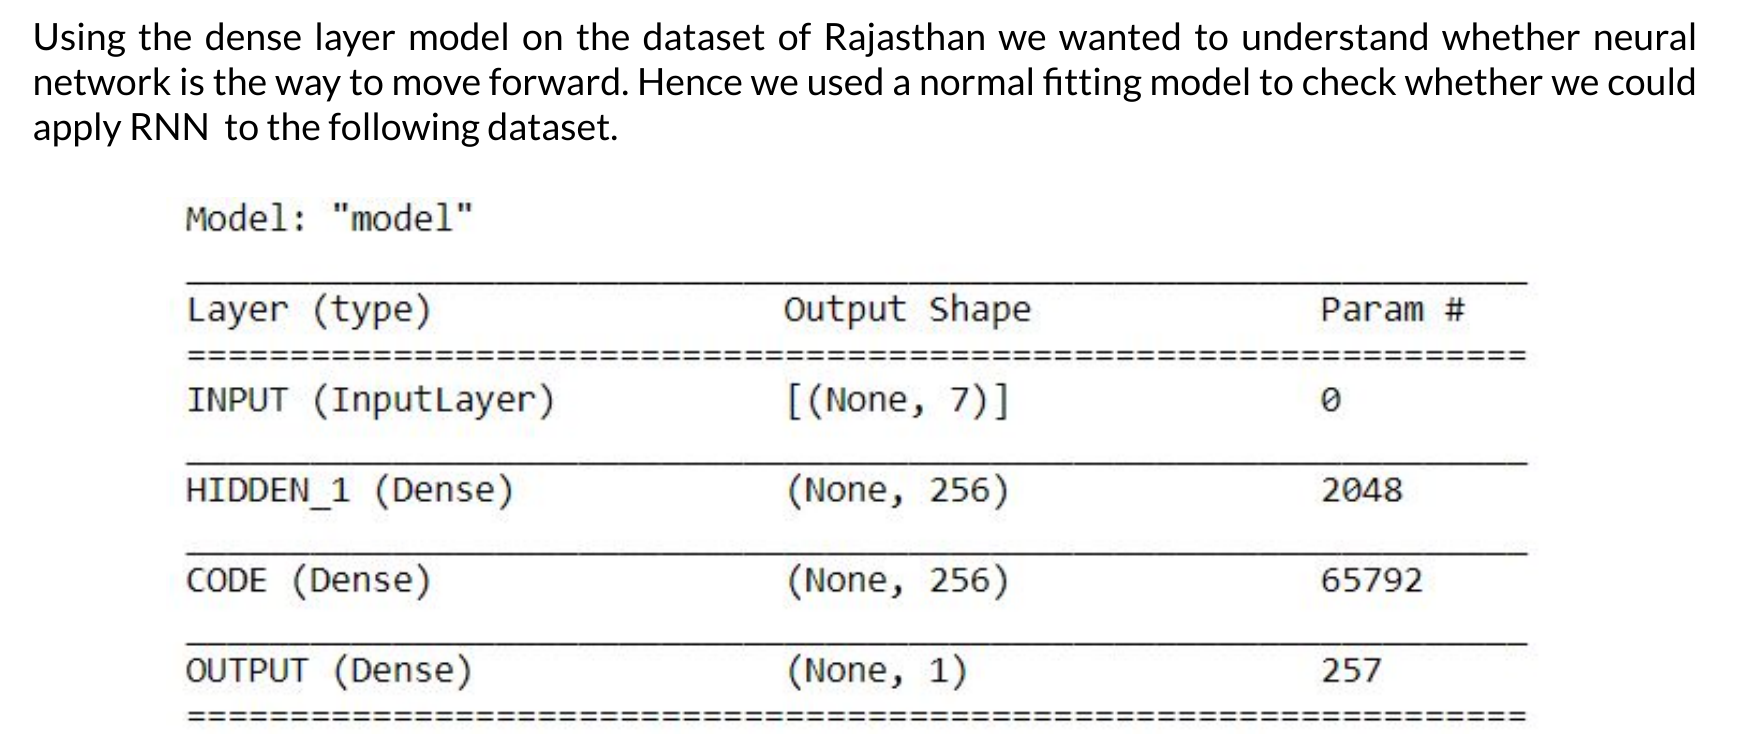 Using the dense layer model on the dataset of Rajasthan we wanted to understand whether neural
network is the way to move forward. Hence we used a normal fitting model to check whether we could
apply RNN to the following dataset.
Model: "model"
Layer (type) Output Shape Param #
=================================================================
INPUT (InputLayer) [(None, 7)] 0
HIDDEN_1 (Dense) (None, 256) 2048
CODE (Dense) (None, 256) 65792
OUTPUT (Dense) (None, 1) 257
=================================================================